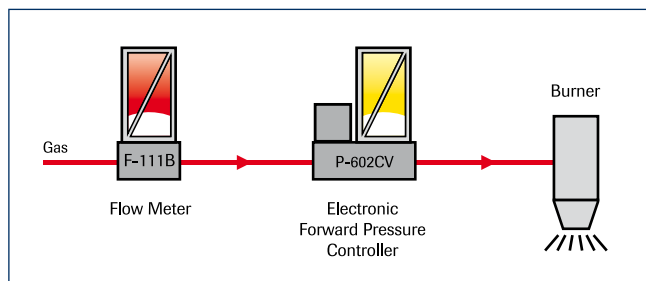 Burner
Gas
F-111B
P-602CV
Flow Meter
Electronic
Forward Pressure
Controller